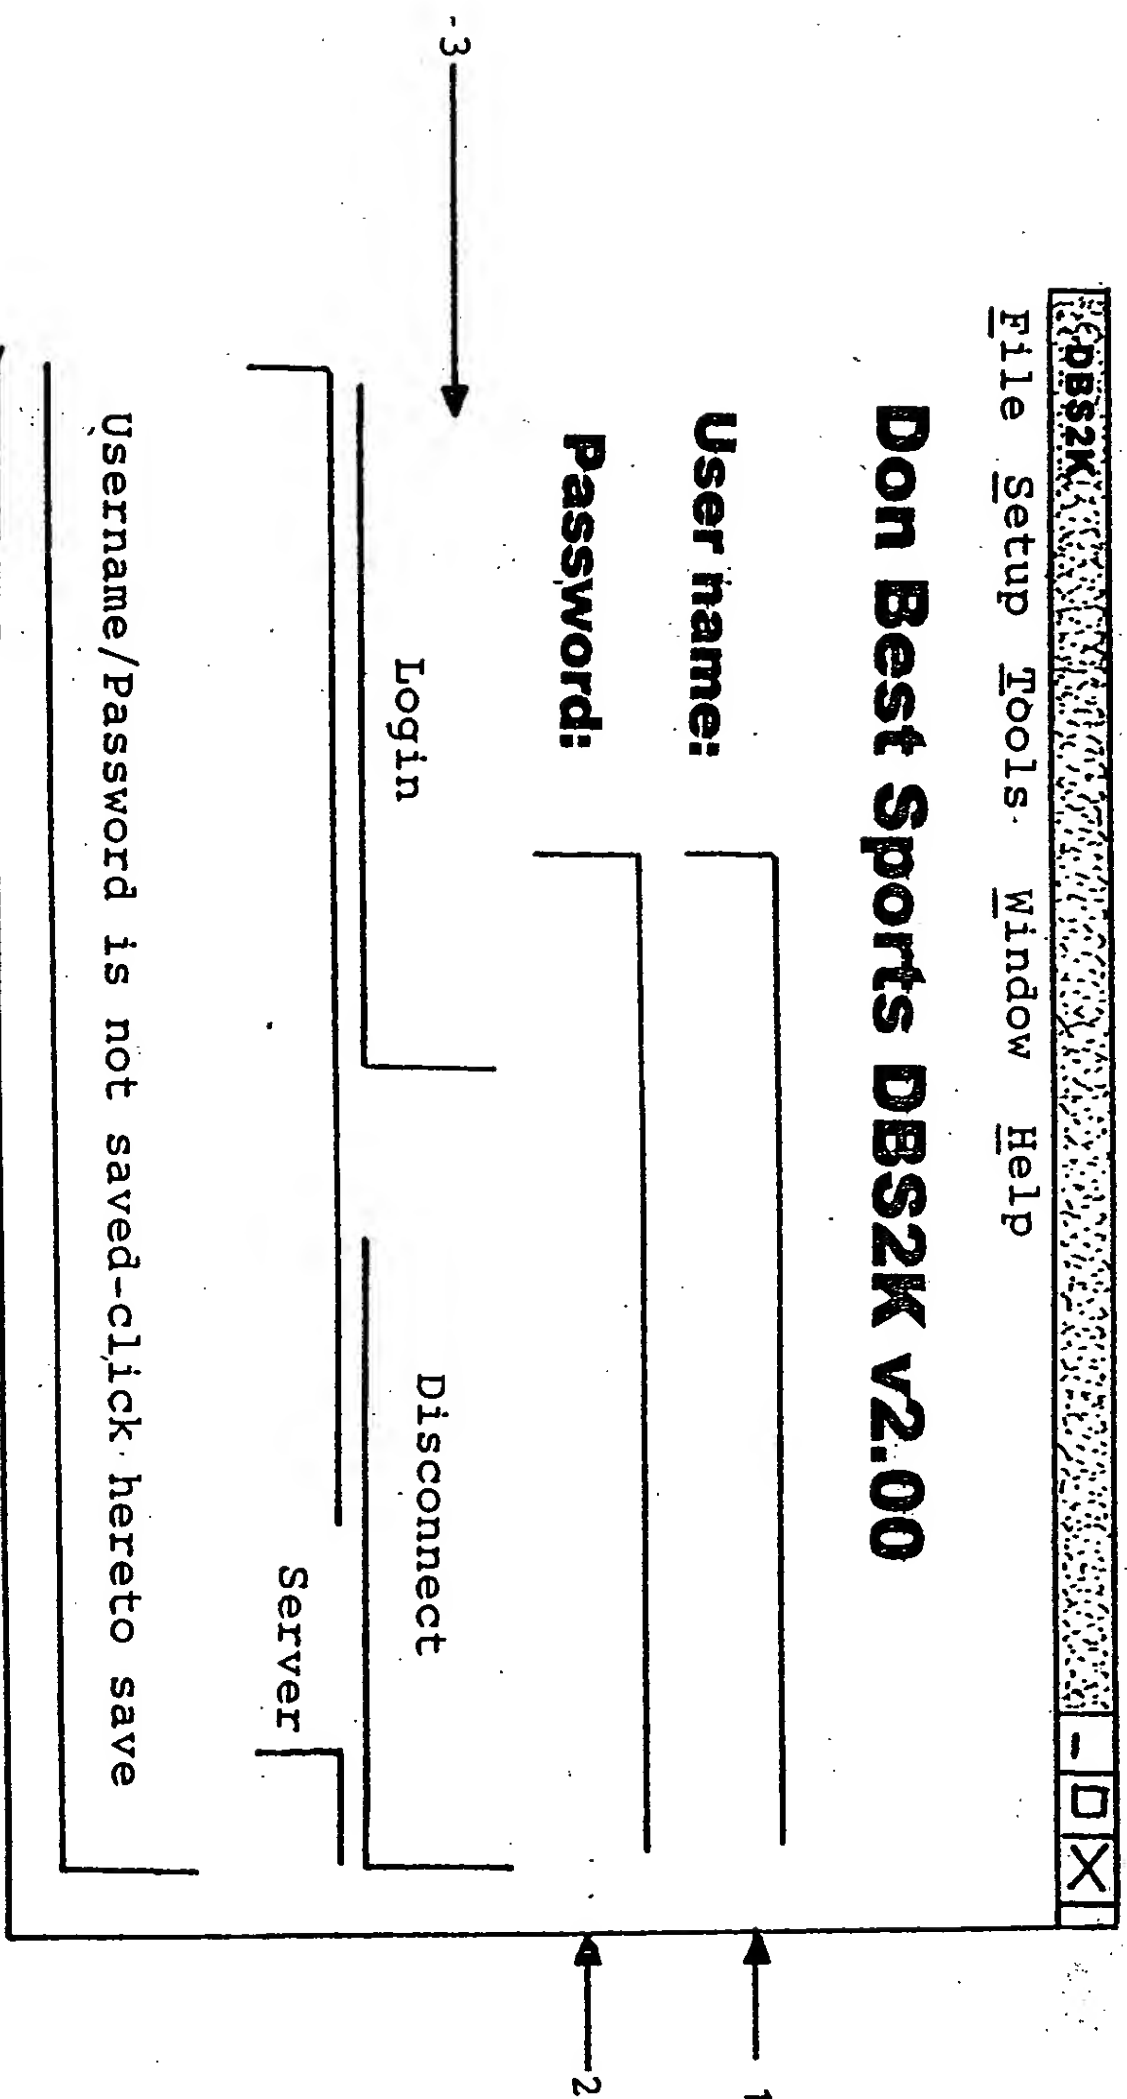 DBS2K
File Setup Tools Window Help
Don Best Sports DBS2K v2.00
User name:
1
Password:
2
3
Login Disconnect
Server
Username/Password is not saved-click hereto save